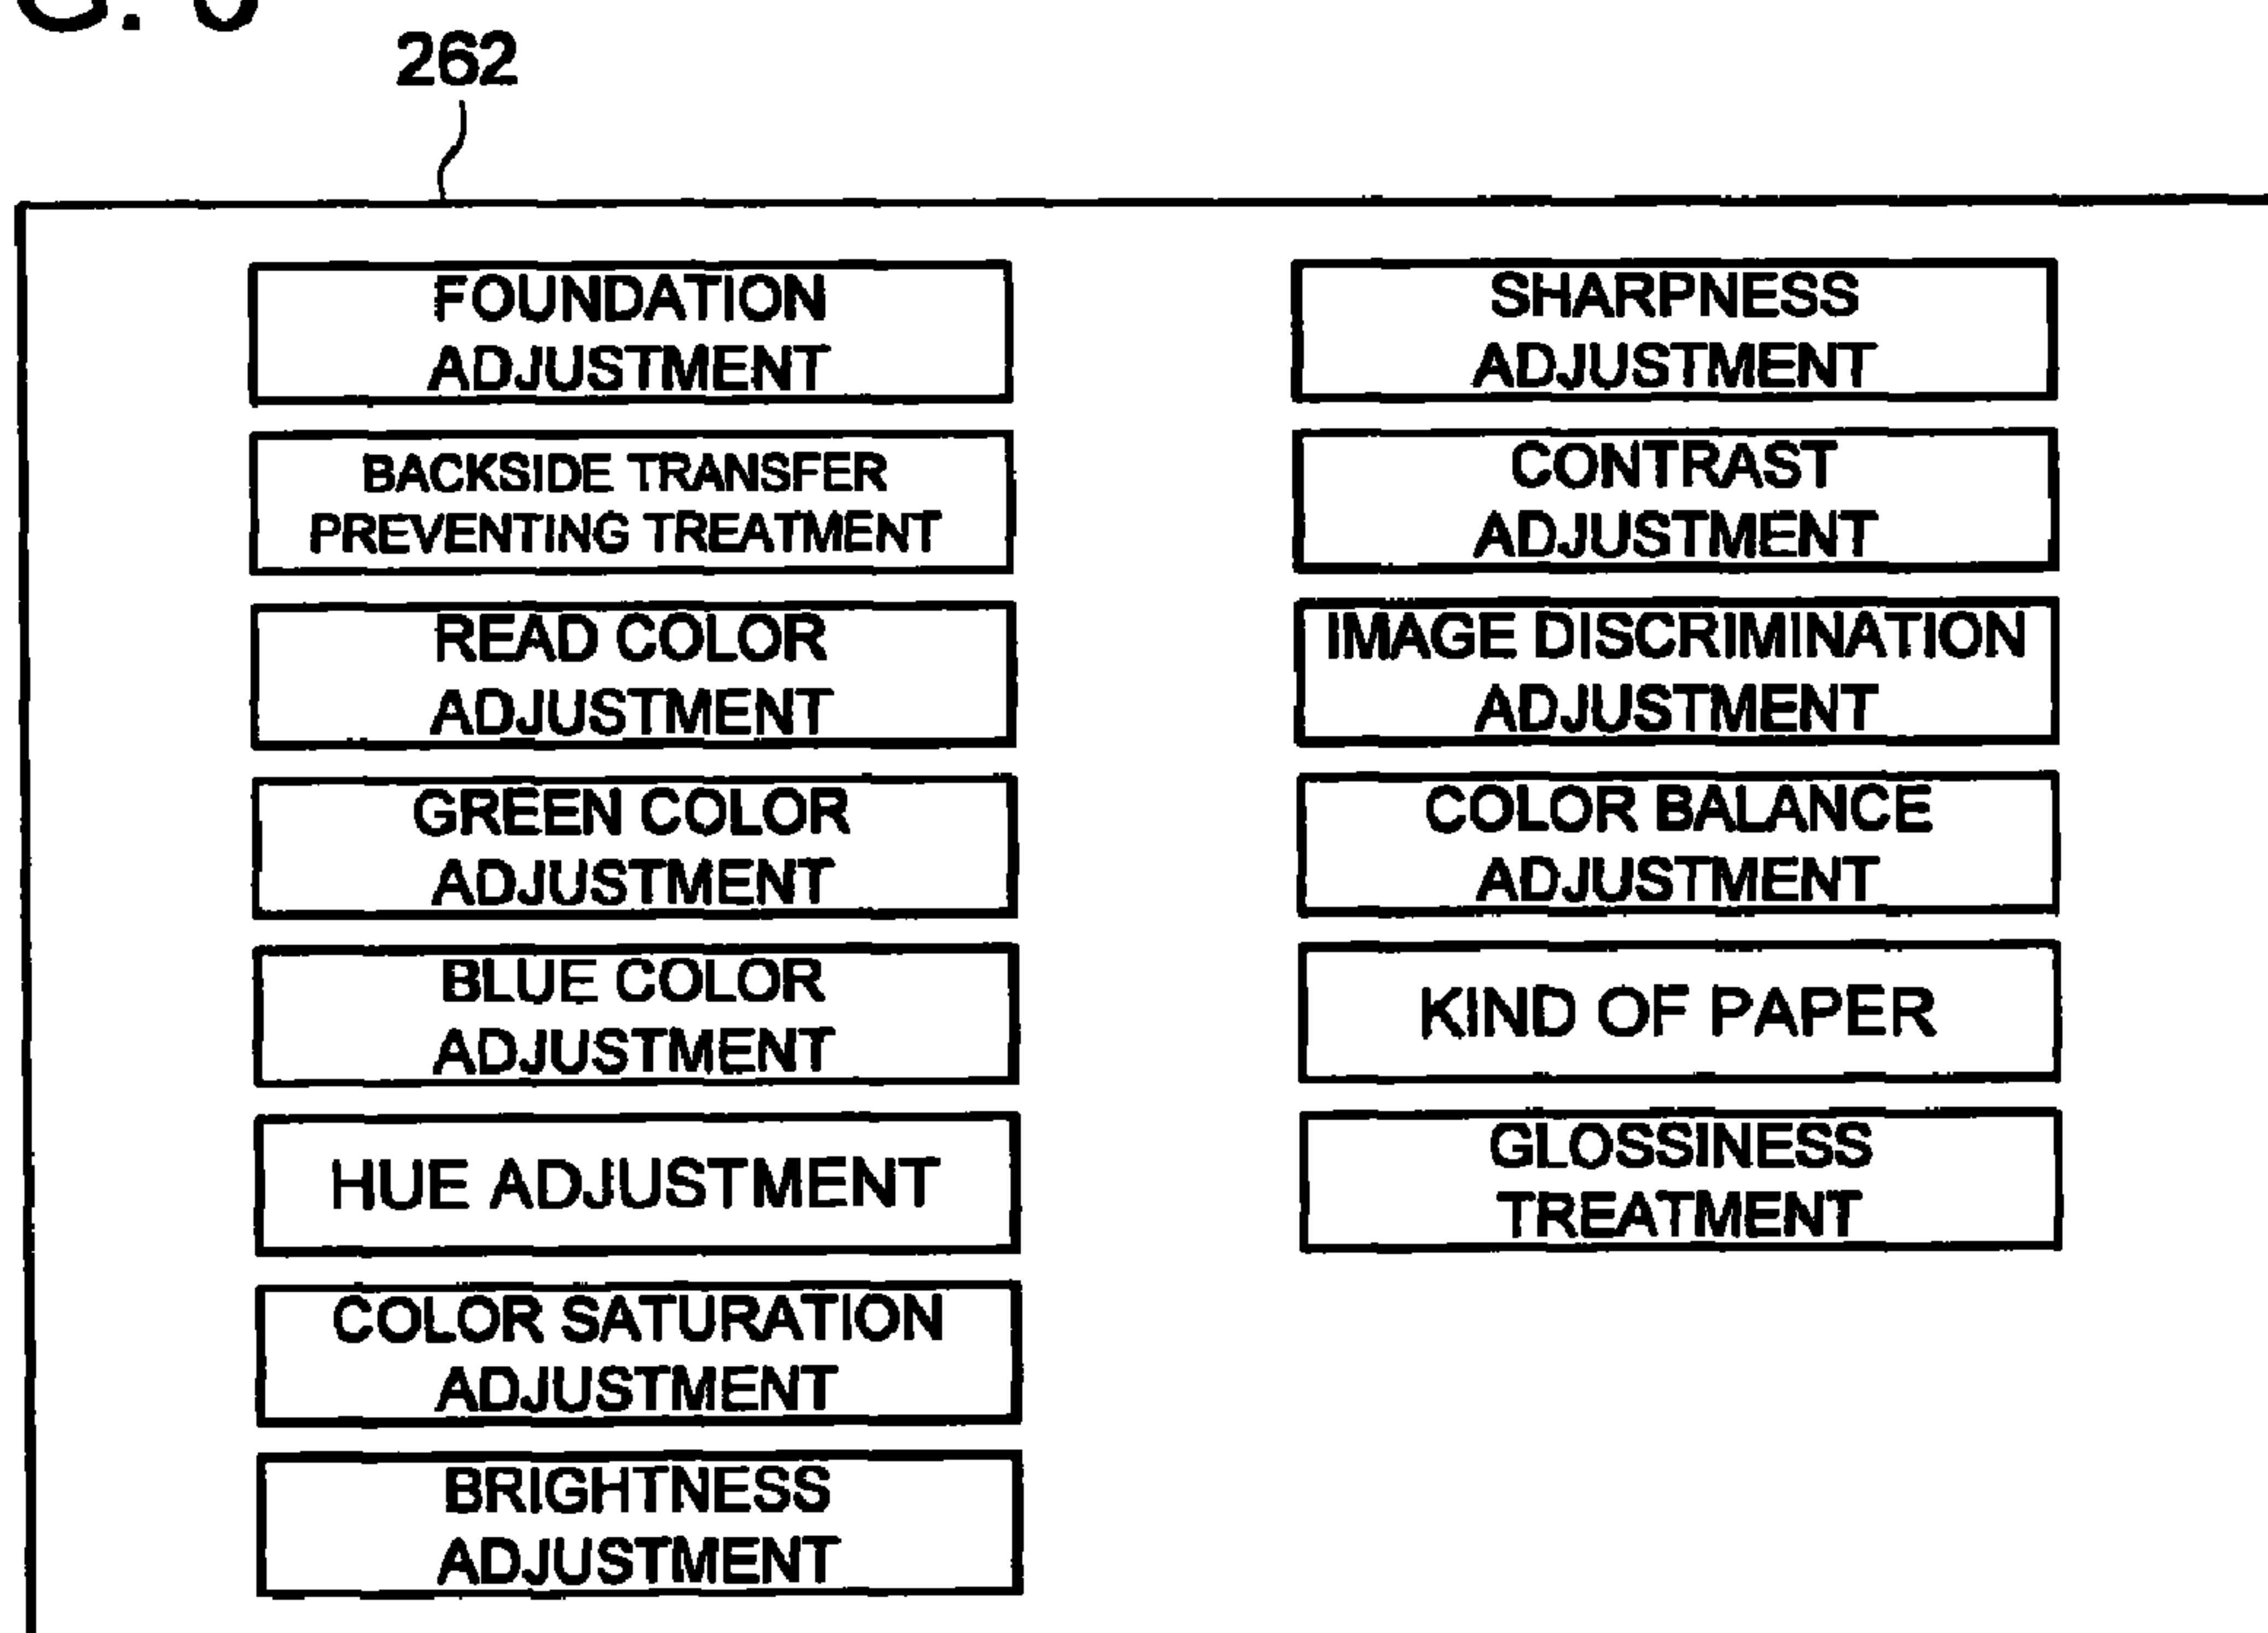 262
FOUNDATION
ADJUSTMENT
BACKSIDE TRANSFER
PREVENTING TREATMENT
READ COLOR
ADJUSTMENT
GREEN COLOR
ADJUSTMENT
BLUE COLOR
ADJUSTMENT
HUE ADJUSTMENT
COLOR SATURATION
ADJUSTMENT
BRIGHTNESS
ADJUSTMENT
SHARPNESS
ADJUSTMENT
CONTRAST
ADJUSTMENT
IMAGE DISCRIMINATION
ADJUSTMENT
COLOR BALANCE
ADJUSTMENT
KIND OF PAPER
GLOSSINESS
TREATMENT